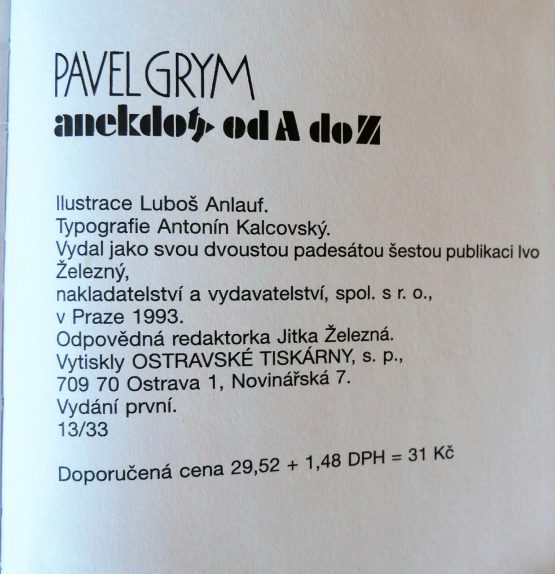 PAVEL GRYM
anekdoty od A do Z
Ilustrace Luboš Anlauf.
Typografie Antonín Kalcovský.
Vydal jako svou dvoustou padesátou šestou publikaci Ivo
Železný,
nakladatelství a vydavatelství, spol. s r. o.,
v Praze 1993.
Odpovědná redaktorka Jitka Železná.
Vytiskly OSTRAVSKÉ TISKÁRNY, s. p.,
709 70 Ostrava 1, Novinářská 7.
Vydání první.
13/33
Doporučená cena 29,52 + 1,48 DPH = 31 Kč